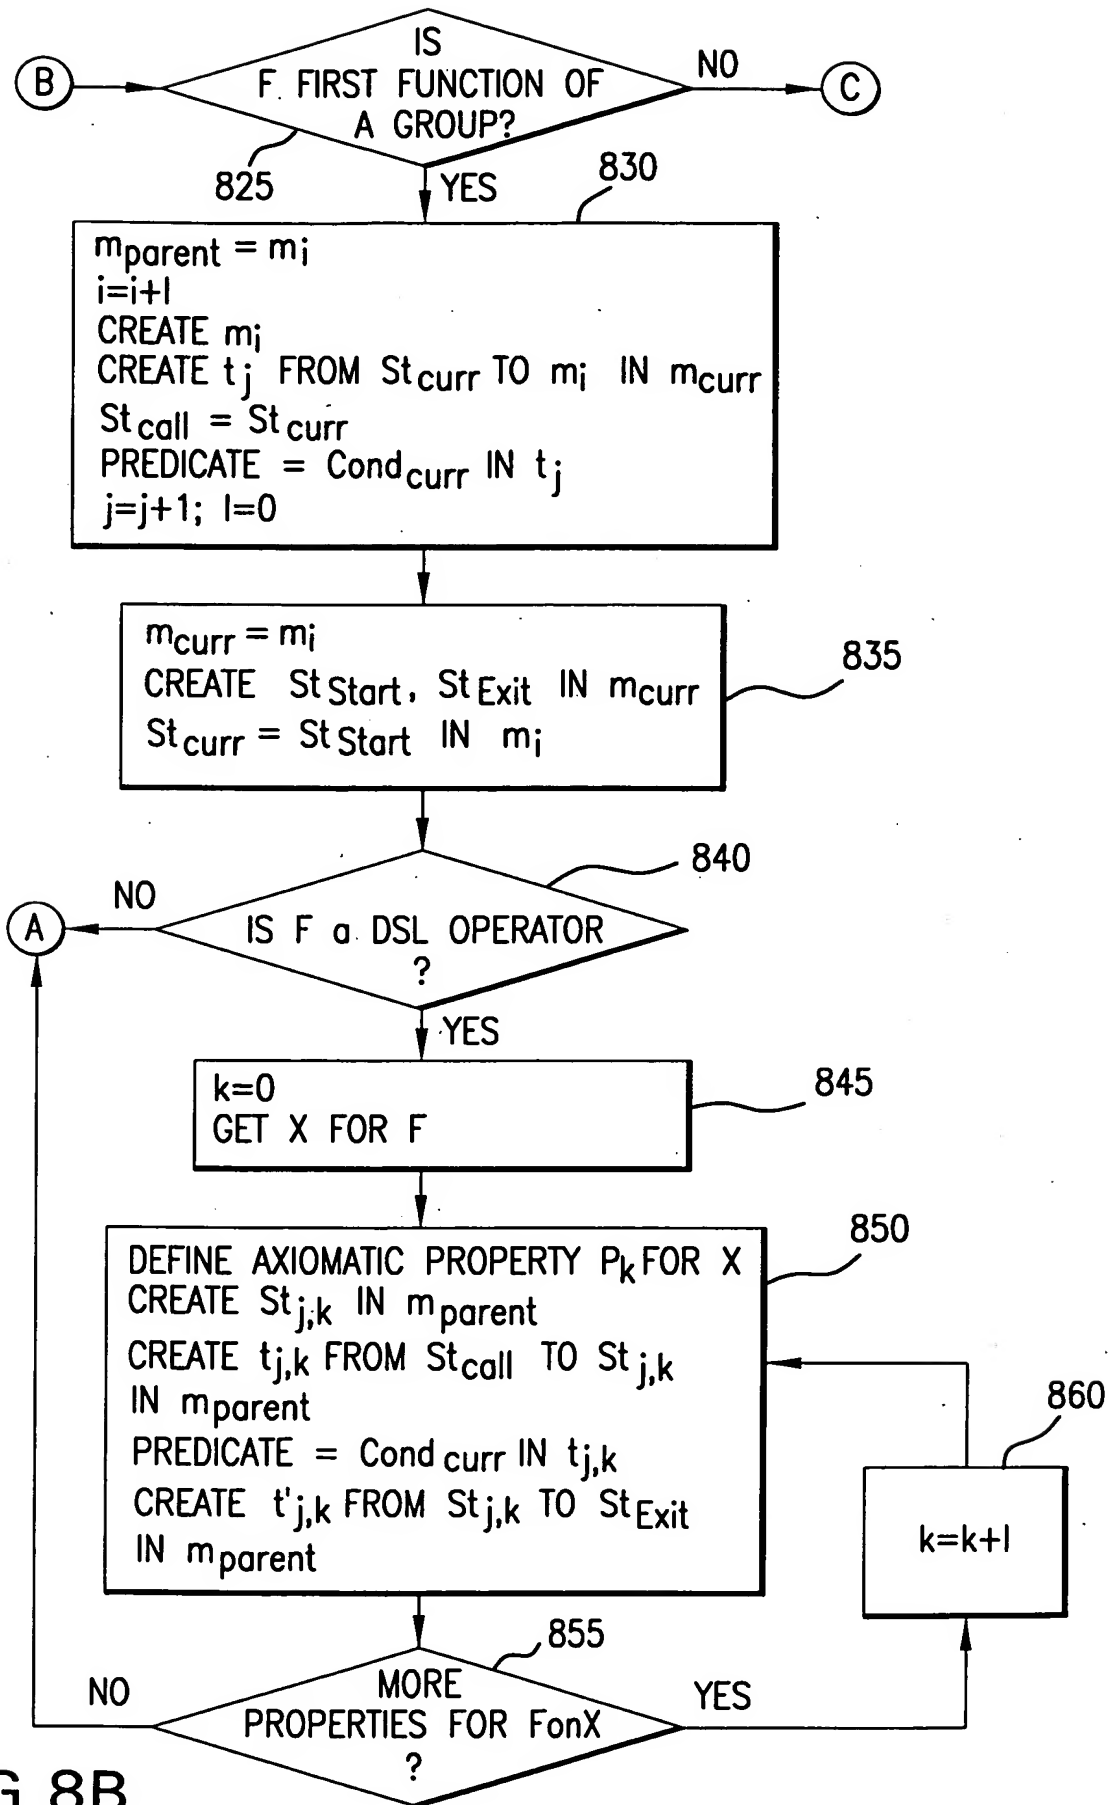 IS
B
F FIRST FUNCTION OF
NO
C
A GROUP?
825
YES
830
mparent = mi
i=i+1
CREATE mi
CREATE tj FROM Stcurr TO mi IN mcurr
Stcall = Stcurr
PREDICATE = Condcurr IN tj
j=j+1; l=0
mcurr = mi
CREATE StStart, StExit IN mcurr
Stcurr = StStart IN mi
835
840
NO
A
IS F a DSL OPERATOR
?
YES
k=0
GET X FOR F
845
850
DEFINE AXIOMATIC PROPERTY Pk FOR X
CREATE Stj,k IN mparent
CREATE tj,k FROM Stcall TO Stj,k
IN mparent
PREDICATE = Condcurr IN tj,k
CREATE t'j,k FROM Stj,k TO StExit
IN mparent
860
k=k+1
855
NO
MORE
PROPERTIES FOR FonX
?
YES
G 8B